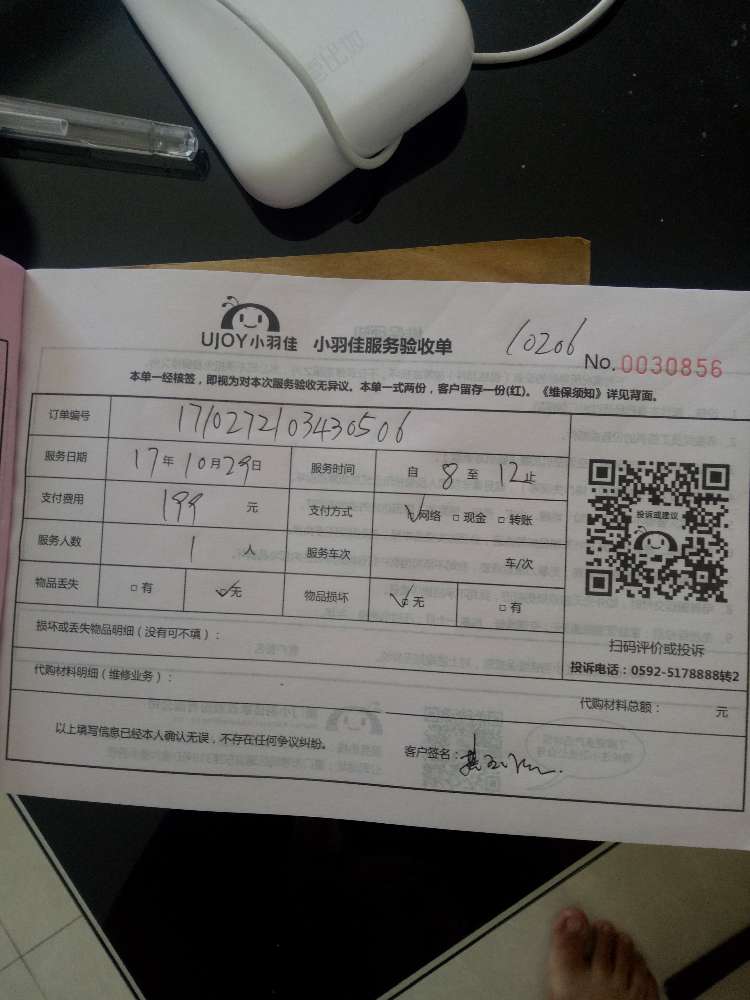 UJOY小羽佳 小羽佳服务验收单 10206 No.0030856
本单一经核签，即视为对本次服务验收无异议。本单一式两份，客户留存一份(红)。《维保须知》详见背面。
订单编号 171027210343050​6
服务日期 17年10月29日 服务时间 自 8 至 12止
支付费用 199 元 支付方式 ☑网络 □现金 □转账
服务人数 1 人 服务车次 车/次
物品丢失 □有 ☑无 物品损坏 ☑无 □有
投诉或建议
扫码评价或投诉
投诉电话：0592-5178888转2
损坏或丢失物品明细（没有可不填）：
代购材料明细（维修业务）： 代购材料总额： 元
以上填写信息已经本人确认无误，不存在任何争议纠纷。 客户签名：